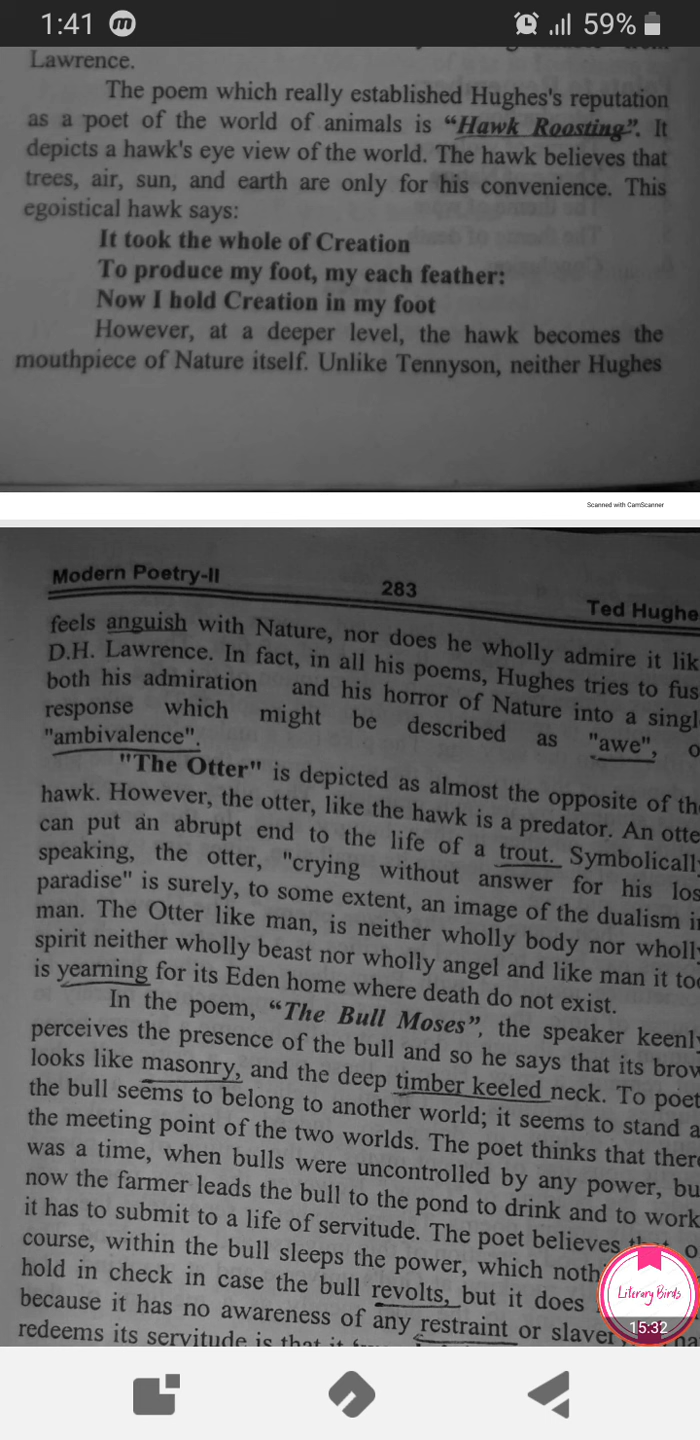 1:41 m 59%
Lawrence.
The poem which really established Hughes's reputation
as a poet of the world of animals is “Hawk Roosting”. It
depicts a hawk's eye view of the world. The hawk believes that
trees, air, sun, and earth are only for his convenience. This
egoistical hawk says:
It took the whole of Creation
To produce my foot, my each feather:
Now I hold Creation in my foot
However, at a deeper level, the hawk becomes the
mouthpiece of Nature itself. Unlike Tennyson, neither Hughes
Scanned with CamScanner
Modern Poetry-II 283 Ted Hughe
feels anguish with Nature, nor does he wholly admire it lik
D.H. Lawrence. In fact, in all his poems, Hughes tries to fus
both his admiration and his horror of Nature into a singl
response which might be described as "awe", o
"ambivalence".
"The Otter" is depicted as almost the opposite of th
hawk. However, the otter, like the hawk is a predator. An otte
can put an abrupt end to the life of a trout. Symbolicall
speaking, the otter, "crying without answer for his los
paradise" is surely, to some extent, an image of the dualism i
man. The Otter like man, is neither wholly body nor wholl
spirit neither wholly beast nor wholly angel and like man it to
is yearning for its Eden home where death do not exist.
In the poem, “The Bull Moses”, the speaker keenl
perceives the presence of the bull and so he says that its brow
looks like masonry, and the deep timber keeled neck. To poet
the bull seems to belong to another world; it seems to stand a
the meeting point of the two worlds. The poet thinks that ther
was a time, when bulls were uncontrolled by any power, bu
now the farmer leads the bull to the pond to drink and to work
it has to submit to a life of servitude. The poet believes o
course, within the bull sleeps the power, which noth
hold in check in case the bull revolts, but it does
because it has no awareness of any restraint or slaver
redeems its servitude is that it
Literary Birds
15:32